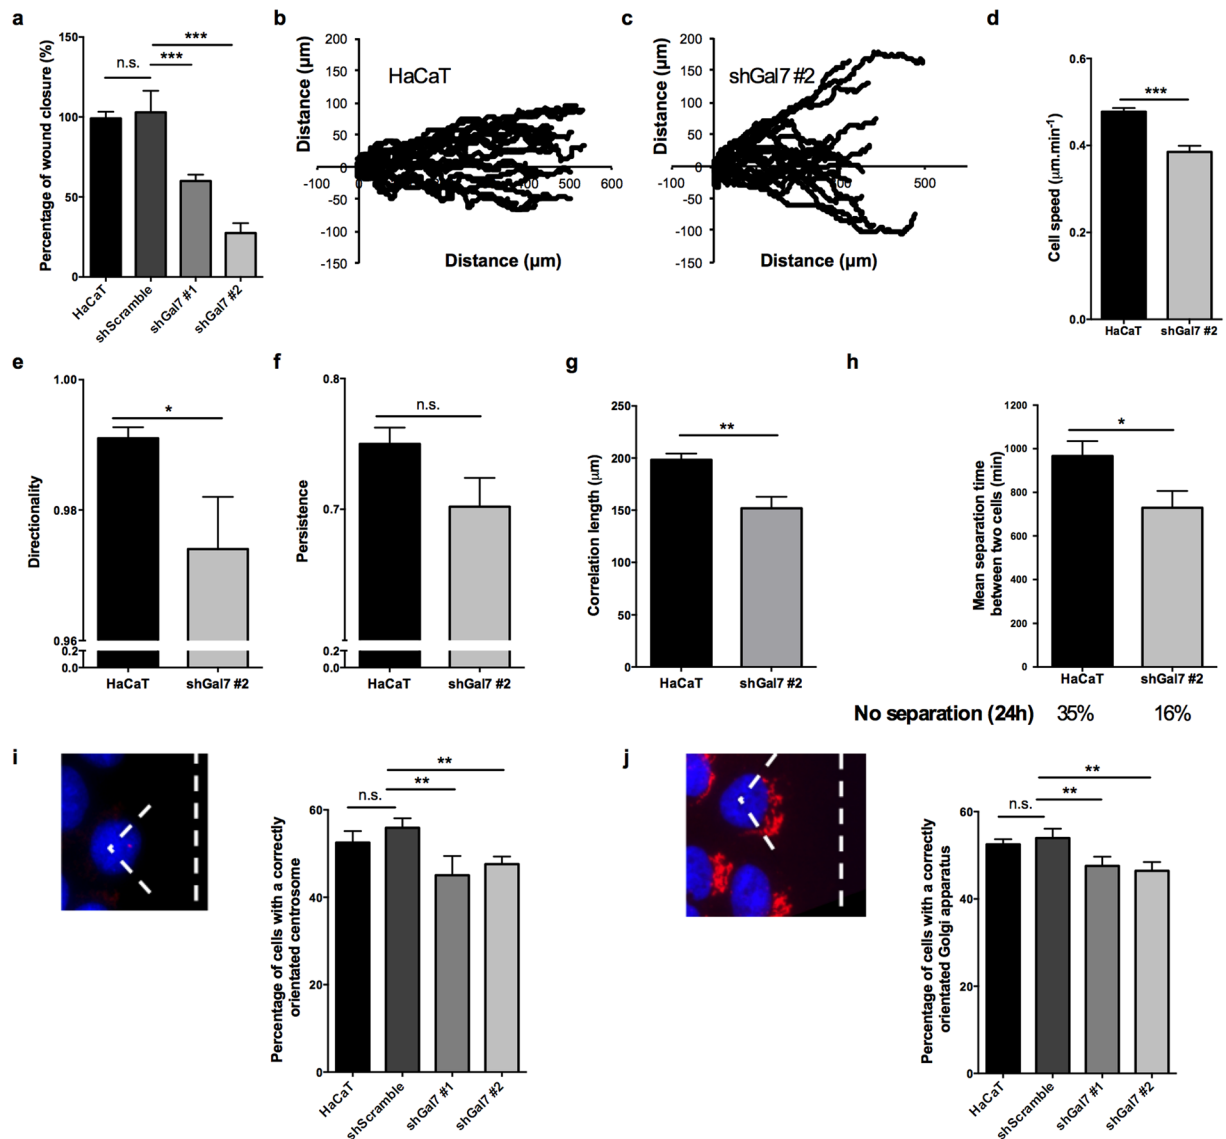 a
Percentage of wound closure (%)
150
100
50
0
n.s.
***
***
HaCaT
shScramble
shGal7 #1
shGal7 #2
b
Distance (µm)
200
150
100
50
0
-50
-100
-150
HaCaT
-100
0
400
500
600
Distance (µm)
c
Distance (µm)
200
150
100
50
0
-50
-100
-150
shGal7 #2
-100
500
Distance (µm)
d
Cell speed (µm.min-1)
0.6
0.4
0.2
0.0
***
HaCaT
shGal7 #2
e
Directionality
1.00
0.98
0.96
0.2
0.0
*
HaCaT
shGal7 #2
f
Persistence
0.8
0.7
0.2
0.0
n.s.
HaCaT
shGal7 #2
g
Correlation length (µm)
250
200
150
100
50
0
**
HaCaT
shGal7 #2
h
Mean separation time
between two cells (min)
1200
1000
800
600
400
200
0
*
HaCaT
shGal7 #2
No separation (24h) 35% 16%
i
Percentage of cells with a correctly
orientated centrosome
60
40
20
0
n.s.
**
**
HaCaT
shScramble
shGal7 #1
shGal7 #2
j
Percentage of cells with a correctly
orientated Golgi apparatus
60
40
20
0
n.s.
**
**
HaCaT
shScramble
shGal7 #1
shGal7 #2